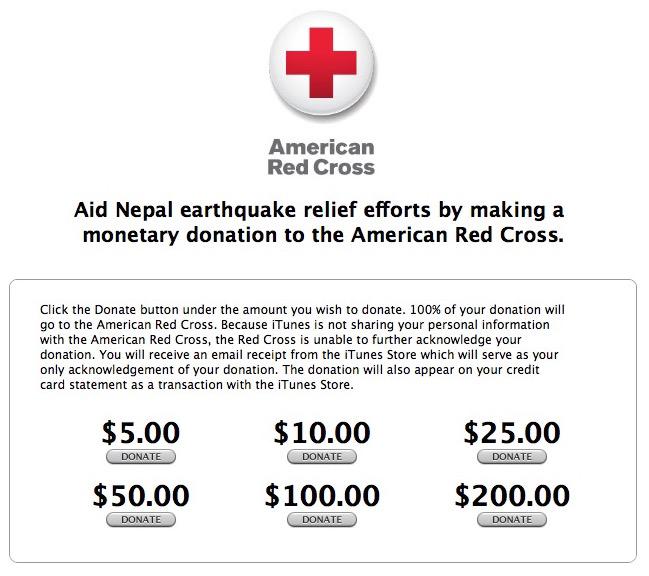 American
Red Cross
Aid Nepal earthquake relief efforts by making a
monetary donation to the American Red Cross.
Click the Donate button under the amount you wish to donate. 100% of your donation will
go to the American Red Cross. Because iTunes is not sharing your personal information
with the American Red Cross, the Red Cross is unable to further acknowledge your
donation. You will receive an email receipt from the iTunes Store which will serve as your
only acknowledgement of your donation. The donation will also appear on your credit
card statement as a transaction with the iTunes Store.
$5.00 $10.00 $25.00
DONATE DONATE DONATE
$50.00 $100.00 $200.00
DONATE DONATE DONATE